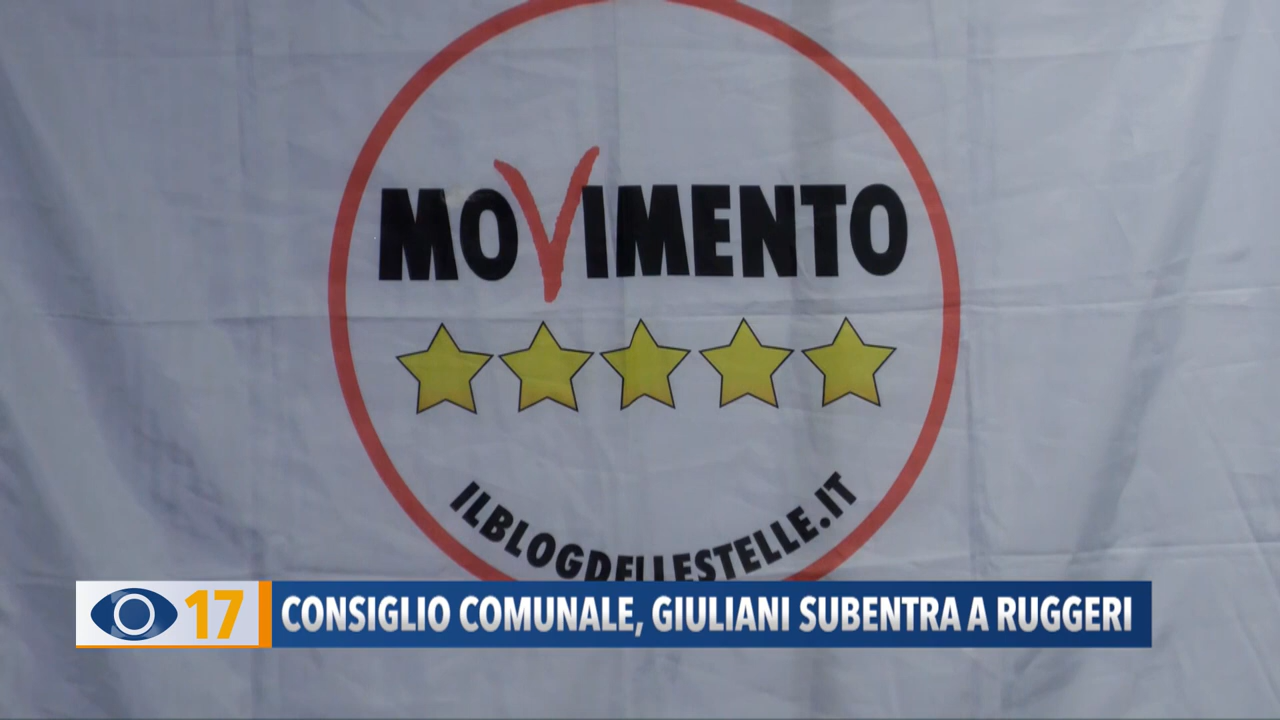 MOVIMENTO
ILBLOGDELLESTELLE.IT
17 CONSIGLIO COMUNALE, GIULIANI SUBENTRA A RUGGERI